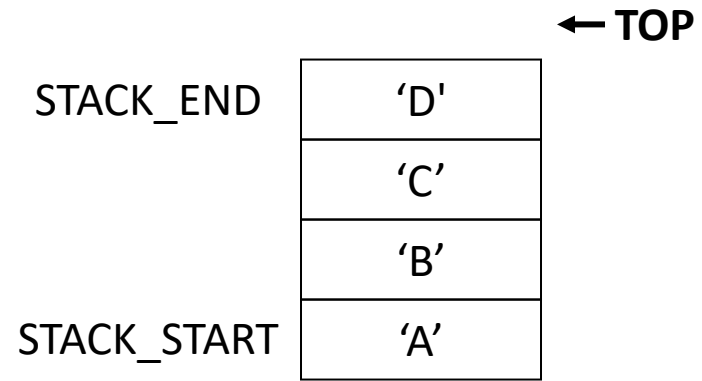 ← TOP
STACK_END ‘D'
‘C’
‘B’
STACK_START ‘A’